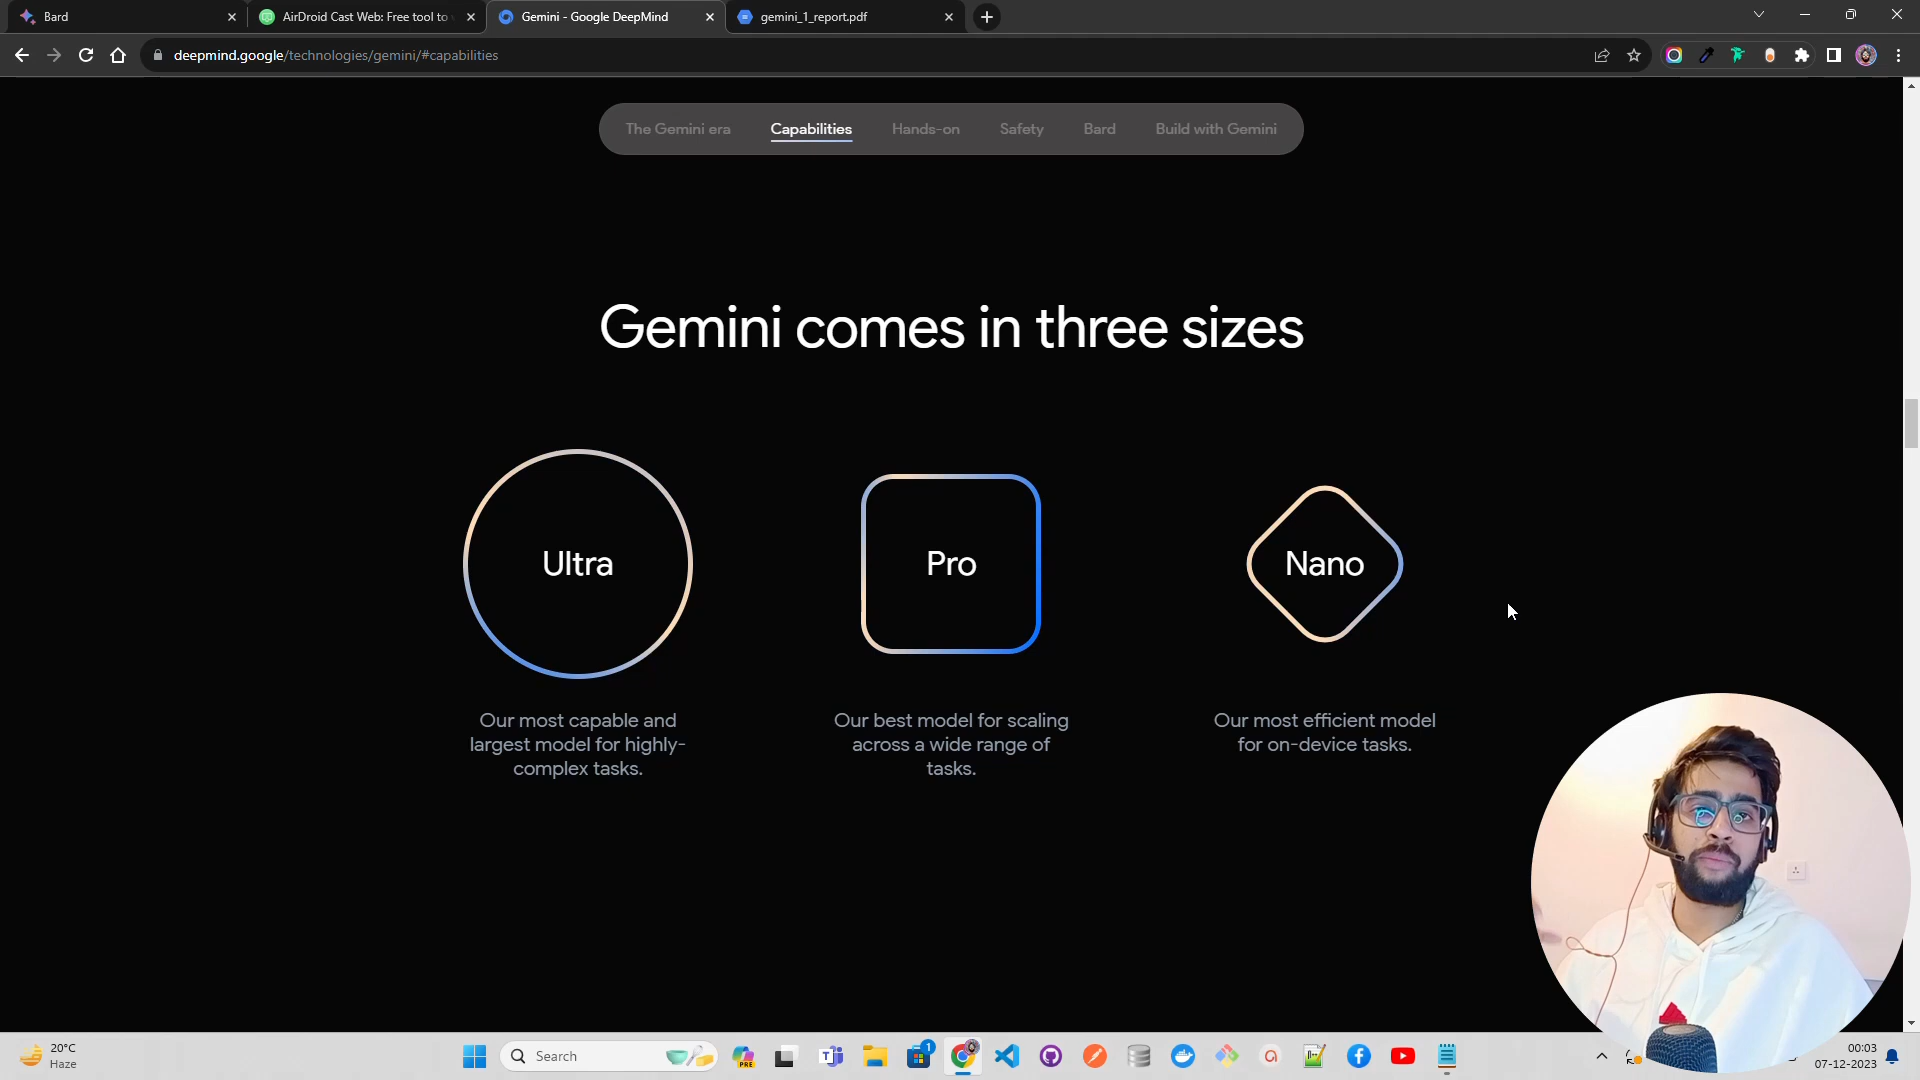 Bard
AirDroid Cast Web: Free tool to
Gemini - Google DeepMind
gemini_1_report.pdf
deepmind.google/technologies/gemini/#capabilities
The Gemini era
Capabilities
Hands-on
Safety
Bard
Build with Gemini
Gemini comes in three sizes
Ultra
Pro
Nano
Our most capable and
largest model for highly-
complex tasks.
Our best model for scaling
across a wide range of
tasks.
Our most efficient model
for on-device tasks.
20°C
Haze
Search
PRE
1
00:03
07-12-2023